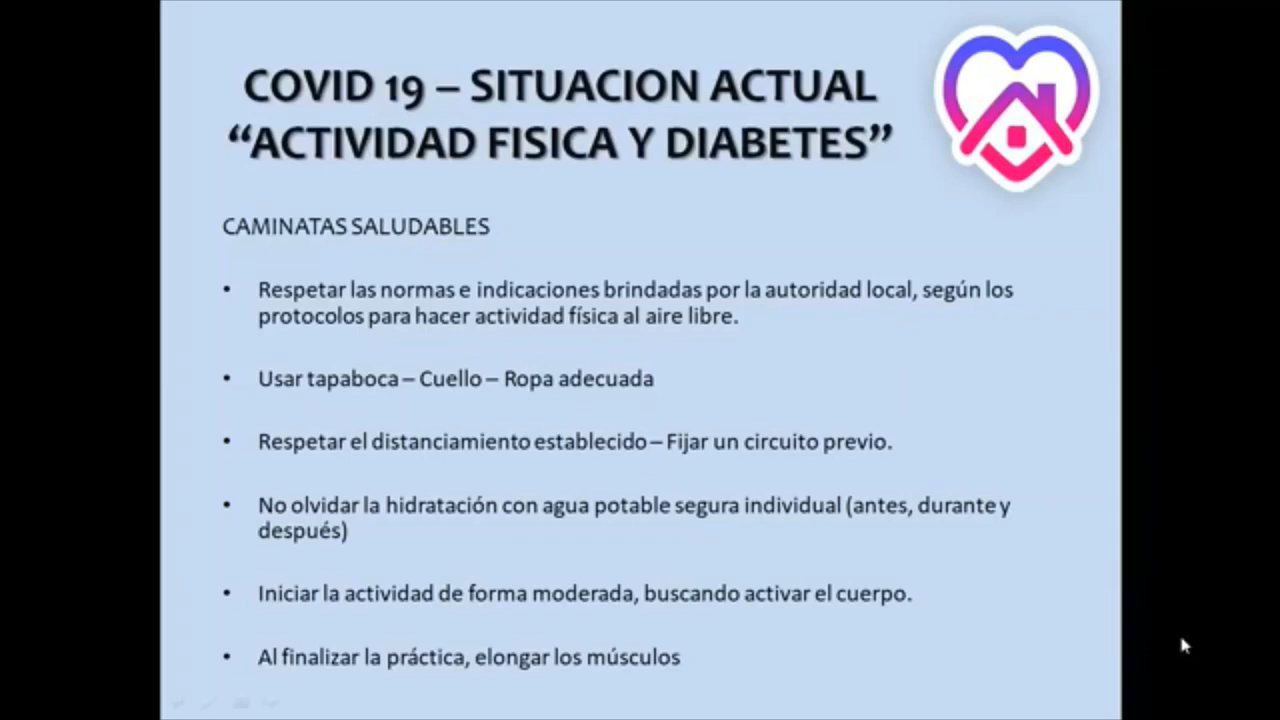 COVID 19 – SITUACION ACTUAL
“ACTIVIDAD FISICA Y DIABETES”
CAMINATAS SALUDABLES
• Respetar las normas e indicaciones brindadas por la autoridad local, según los
protocolos para hacer actividad física al aire libre.
• Usar tapaboca – Cuello – Ropa adecuada
• Respetar el distanciamiento establecido – Fijar un circuito previo.
• No olvidar la hidratación con agua potable segura individual (antes, durante y
después)
• Iniciar la actividad de forma moderada, buscando activar el cuerpo.
• Al finalizar la práctica, elongar los músculos